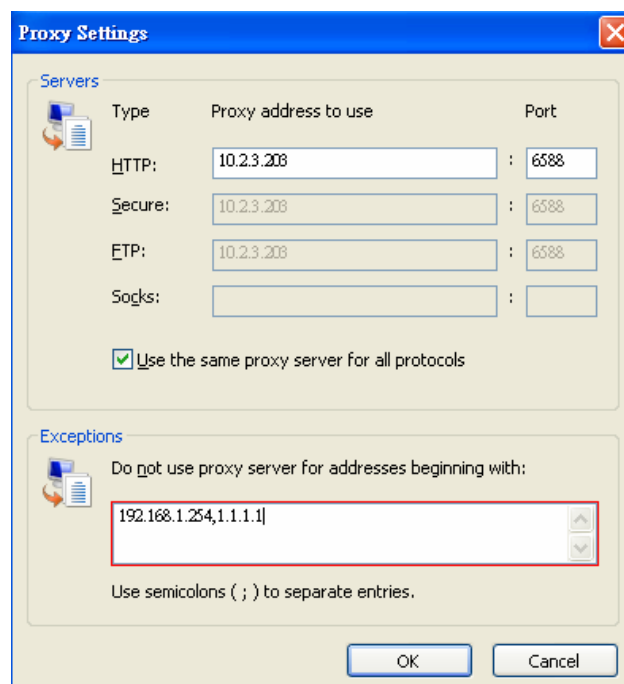 Proxy Settings
Servers
Type Proxy address to use Port
HTTP: 10.2.3.203 : 6588
Secure: 10.2.3.203 : 6588
FTP: 10.2.3.203 : 6588
Socks: :
Use the same proxy server for all protocols
Exceptions
Do not use proxy server for addresses beginning with:
192.168.1.254,1.1.1.1
Use semicolons ( ; ) to separate entries.
OK Cancel